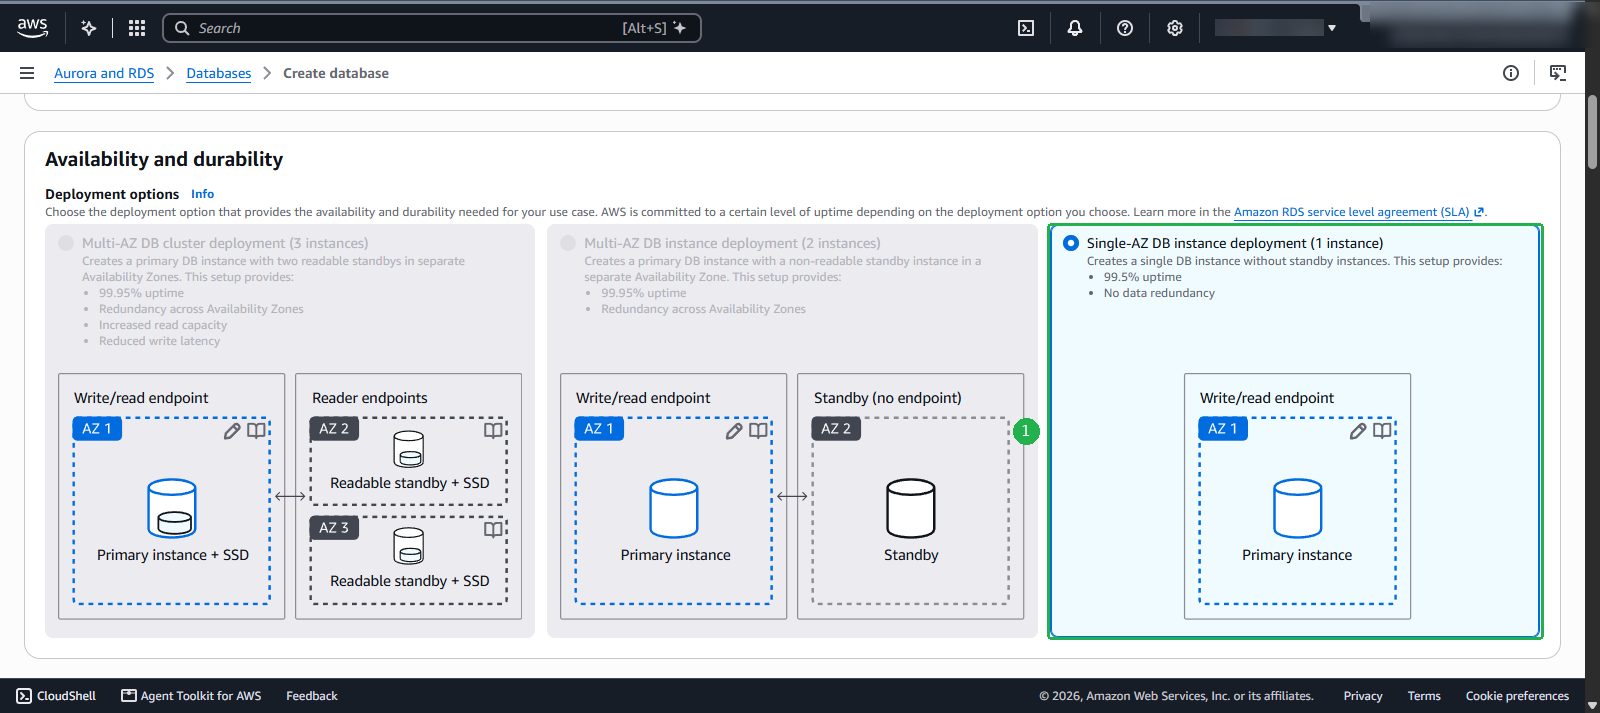 aws
Search
[Alt+S]
Aurora and RDS
Databases
Create database
Availability and durability
Deployment options Info
Choose the deployment option that provides the availability and durability needed for your use case. AWS is committed to a certain level of uptime depending on the deployment option you choose. Learn more in the Amazon RDS service level agreement (SLA).
Multi-AZ DB cluster deployment (3 instances)
Creates a primary DB instance with two readable standbys in separate
Availability Zones. This setup provides:
• 99.95% uptime
• Redundancy across Availability Zones
• Increased read capacity
• Reduced write latency
Write/read endpoint
AZ 1
Primary instance + SSD
Reader endpoints
AZ 2
Readable standby + SSD
AZ 3
Readable standby + SSD
Multi-AZ DB instance deployment (2 instances)
Creates a primary DB instance with a non-readable standby instance in a
separate Availability Zone. This setup provides:
• 99.95% uptime
• Redundancy across Availability Zones
Write/read endpoint
AZ 1
Primary instance
Standby (no endpoint)
AZ 2
Standby
1
Single-AZ DB instance deployment (1 instance)
Creates a single DB instance without standby instances. This setup provides:
• 99.5% uptime
• No data redundancy
Write/read endpoint
AZ 1
Primary instance
CloudShell
Agent Toolkit for AWS
Feedback
© 2026, Amazon Web Services, Inc. or its affiliates.
Privacy
Terms
Cookie preferences